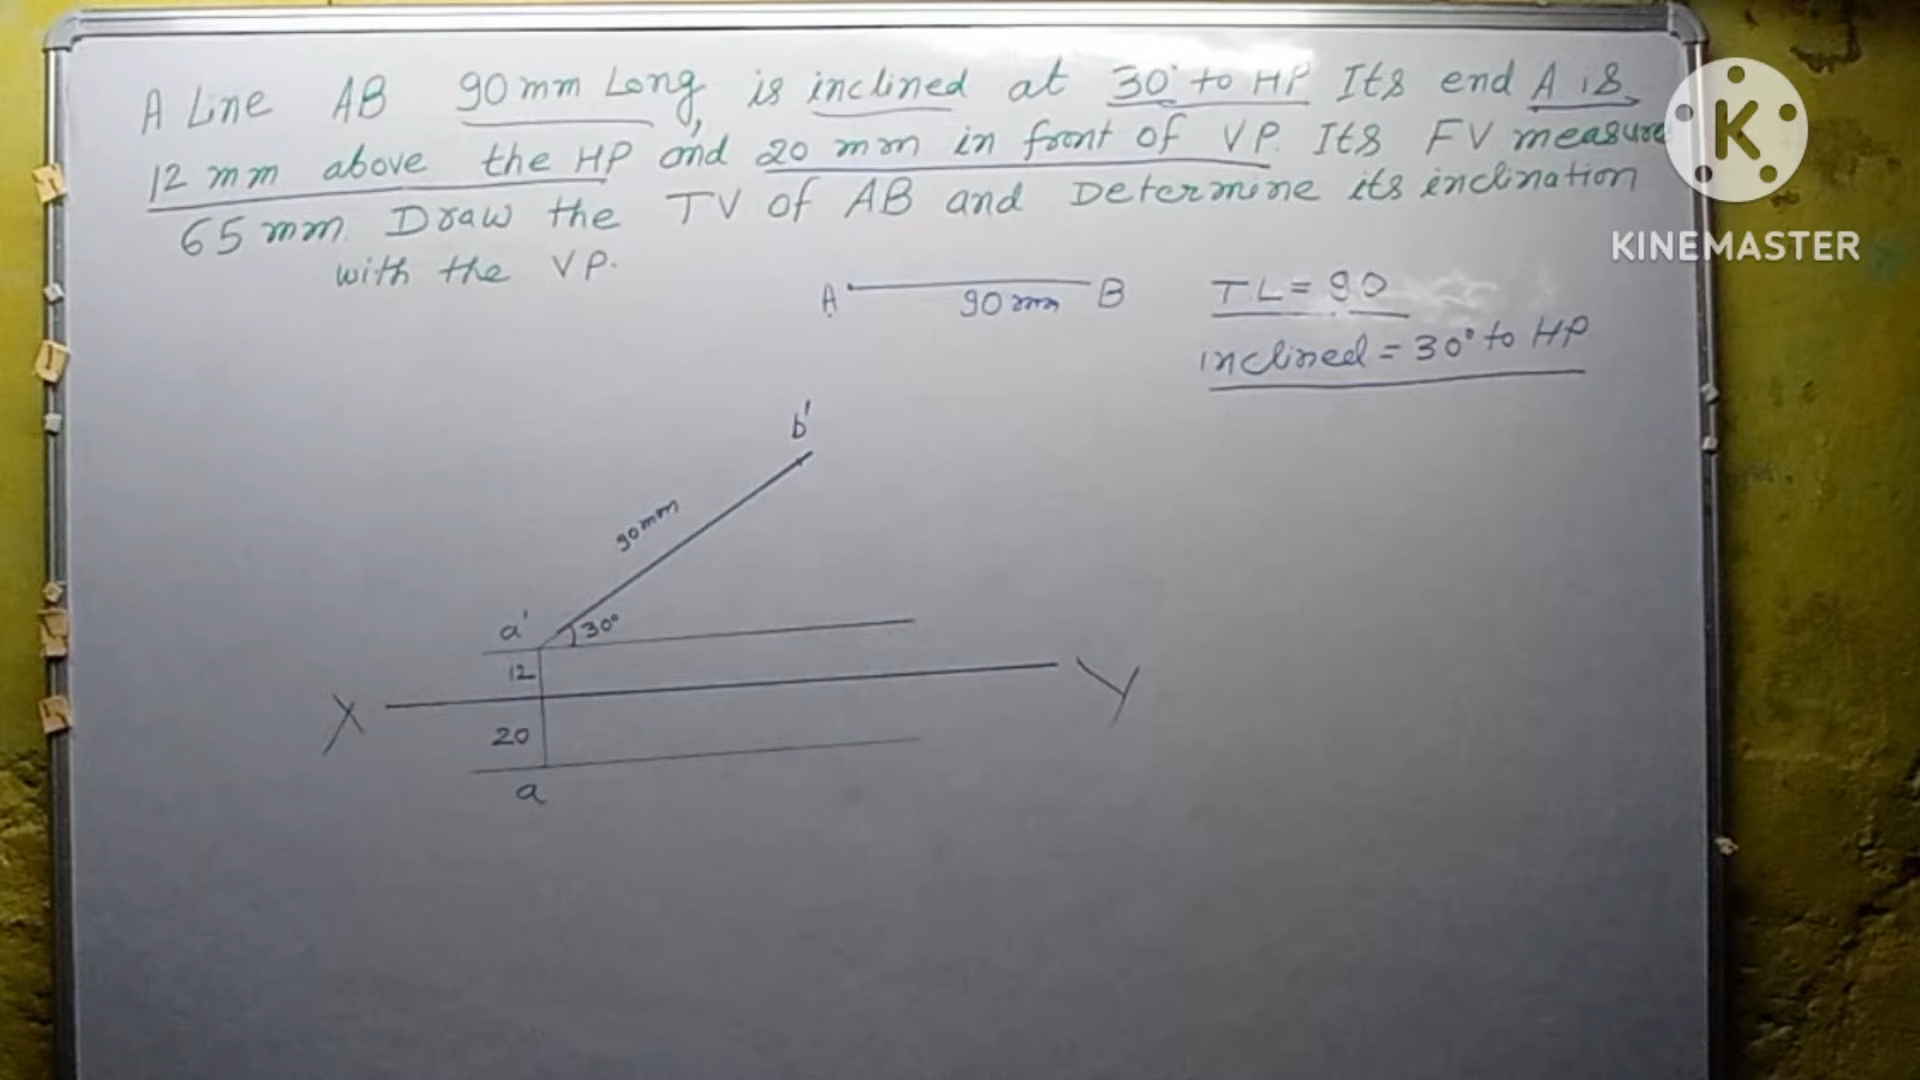 A Line AB 90mm Long, is inclined at 30° to HP Its end A is
12 mm above the HP and 20 mm in front of VP. Its FV measure
65 mm. Draw the TV of AB and Determine its inclination
with the VP.
A 90 mm B
TL = 90
inclined = 30° to HP
b'
90mm
a' 30°
12
X Y
20
a
K
KINEMASTER